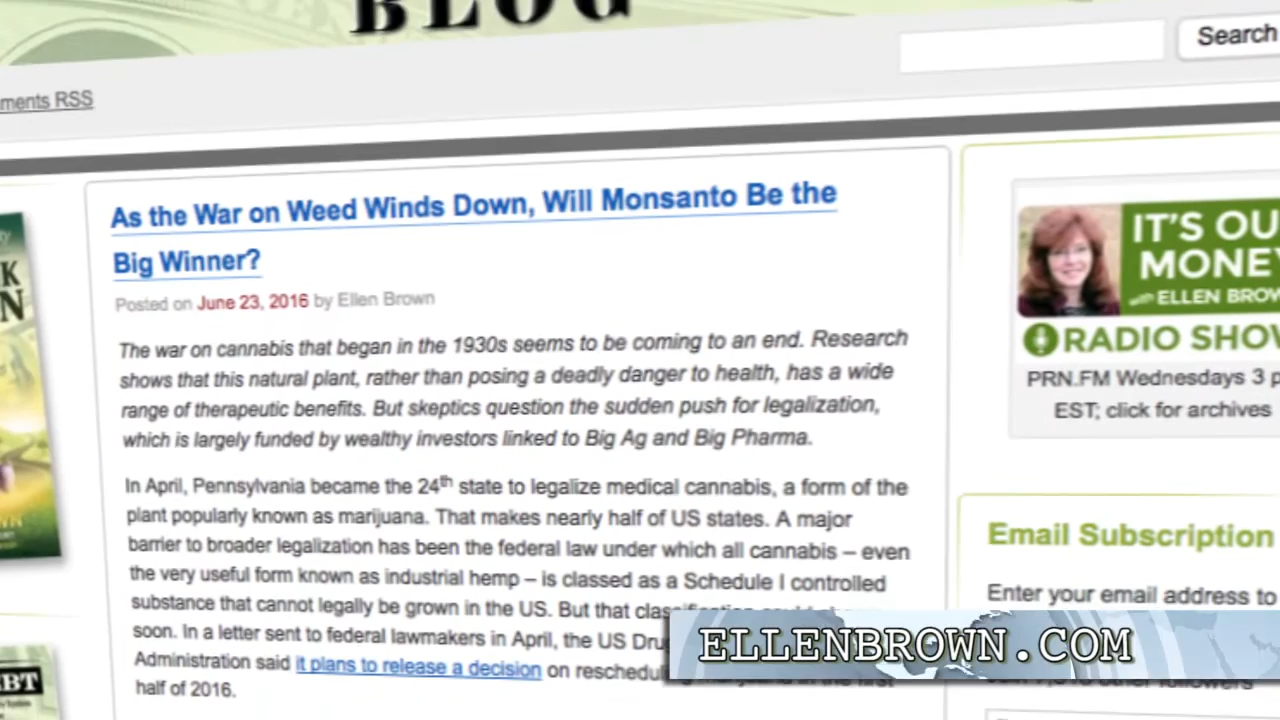 BLOG
Search
ments RSS
As the War on Weed Winds Down, Will Monsanto Be the
Big Winner?
Posted on June 23, 2016 by Ellen Brown
The war on cannabis that began in the 1930s seems to be coming to an end. Research
shows that this natural plant, rather than posing a deadly danger to health, has a wide
range of therapeutic benefits. But skeptics question the sudden push for legalization,
which is largely funded by wealthy investors linked to Big Ag and Big Pharma.
In April, Pennsylvania became the 24th state to legalize medical cannabis, a form of the
plant popularly known as marijuana. That makes nearly half of US states. A major
barrier to broader legalization has been the federal law under which all cannabis – even
the very useful form known as industrial hemp – is classed as a Schedule I controlled
substance that cannot legally be grown in the US. But that
soon. In a letter sent to federal lawmakers in April, the US
Administration said it plans to release a decision on
half of 2016.
IT'S OU
MONEY
with ELLEN BROW
RADIO SHOW
PRN.FM Wednesdays 3 p
EST; click for archives
Email Subscription
Enter your email address to
ELLENBROWN.COM